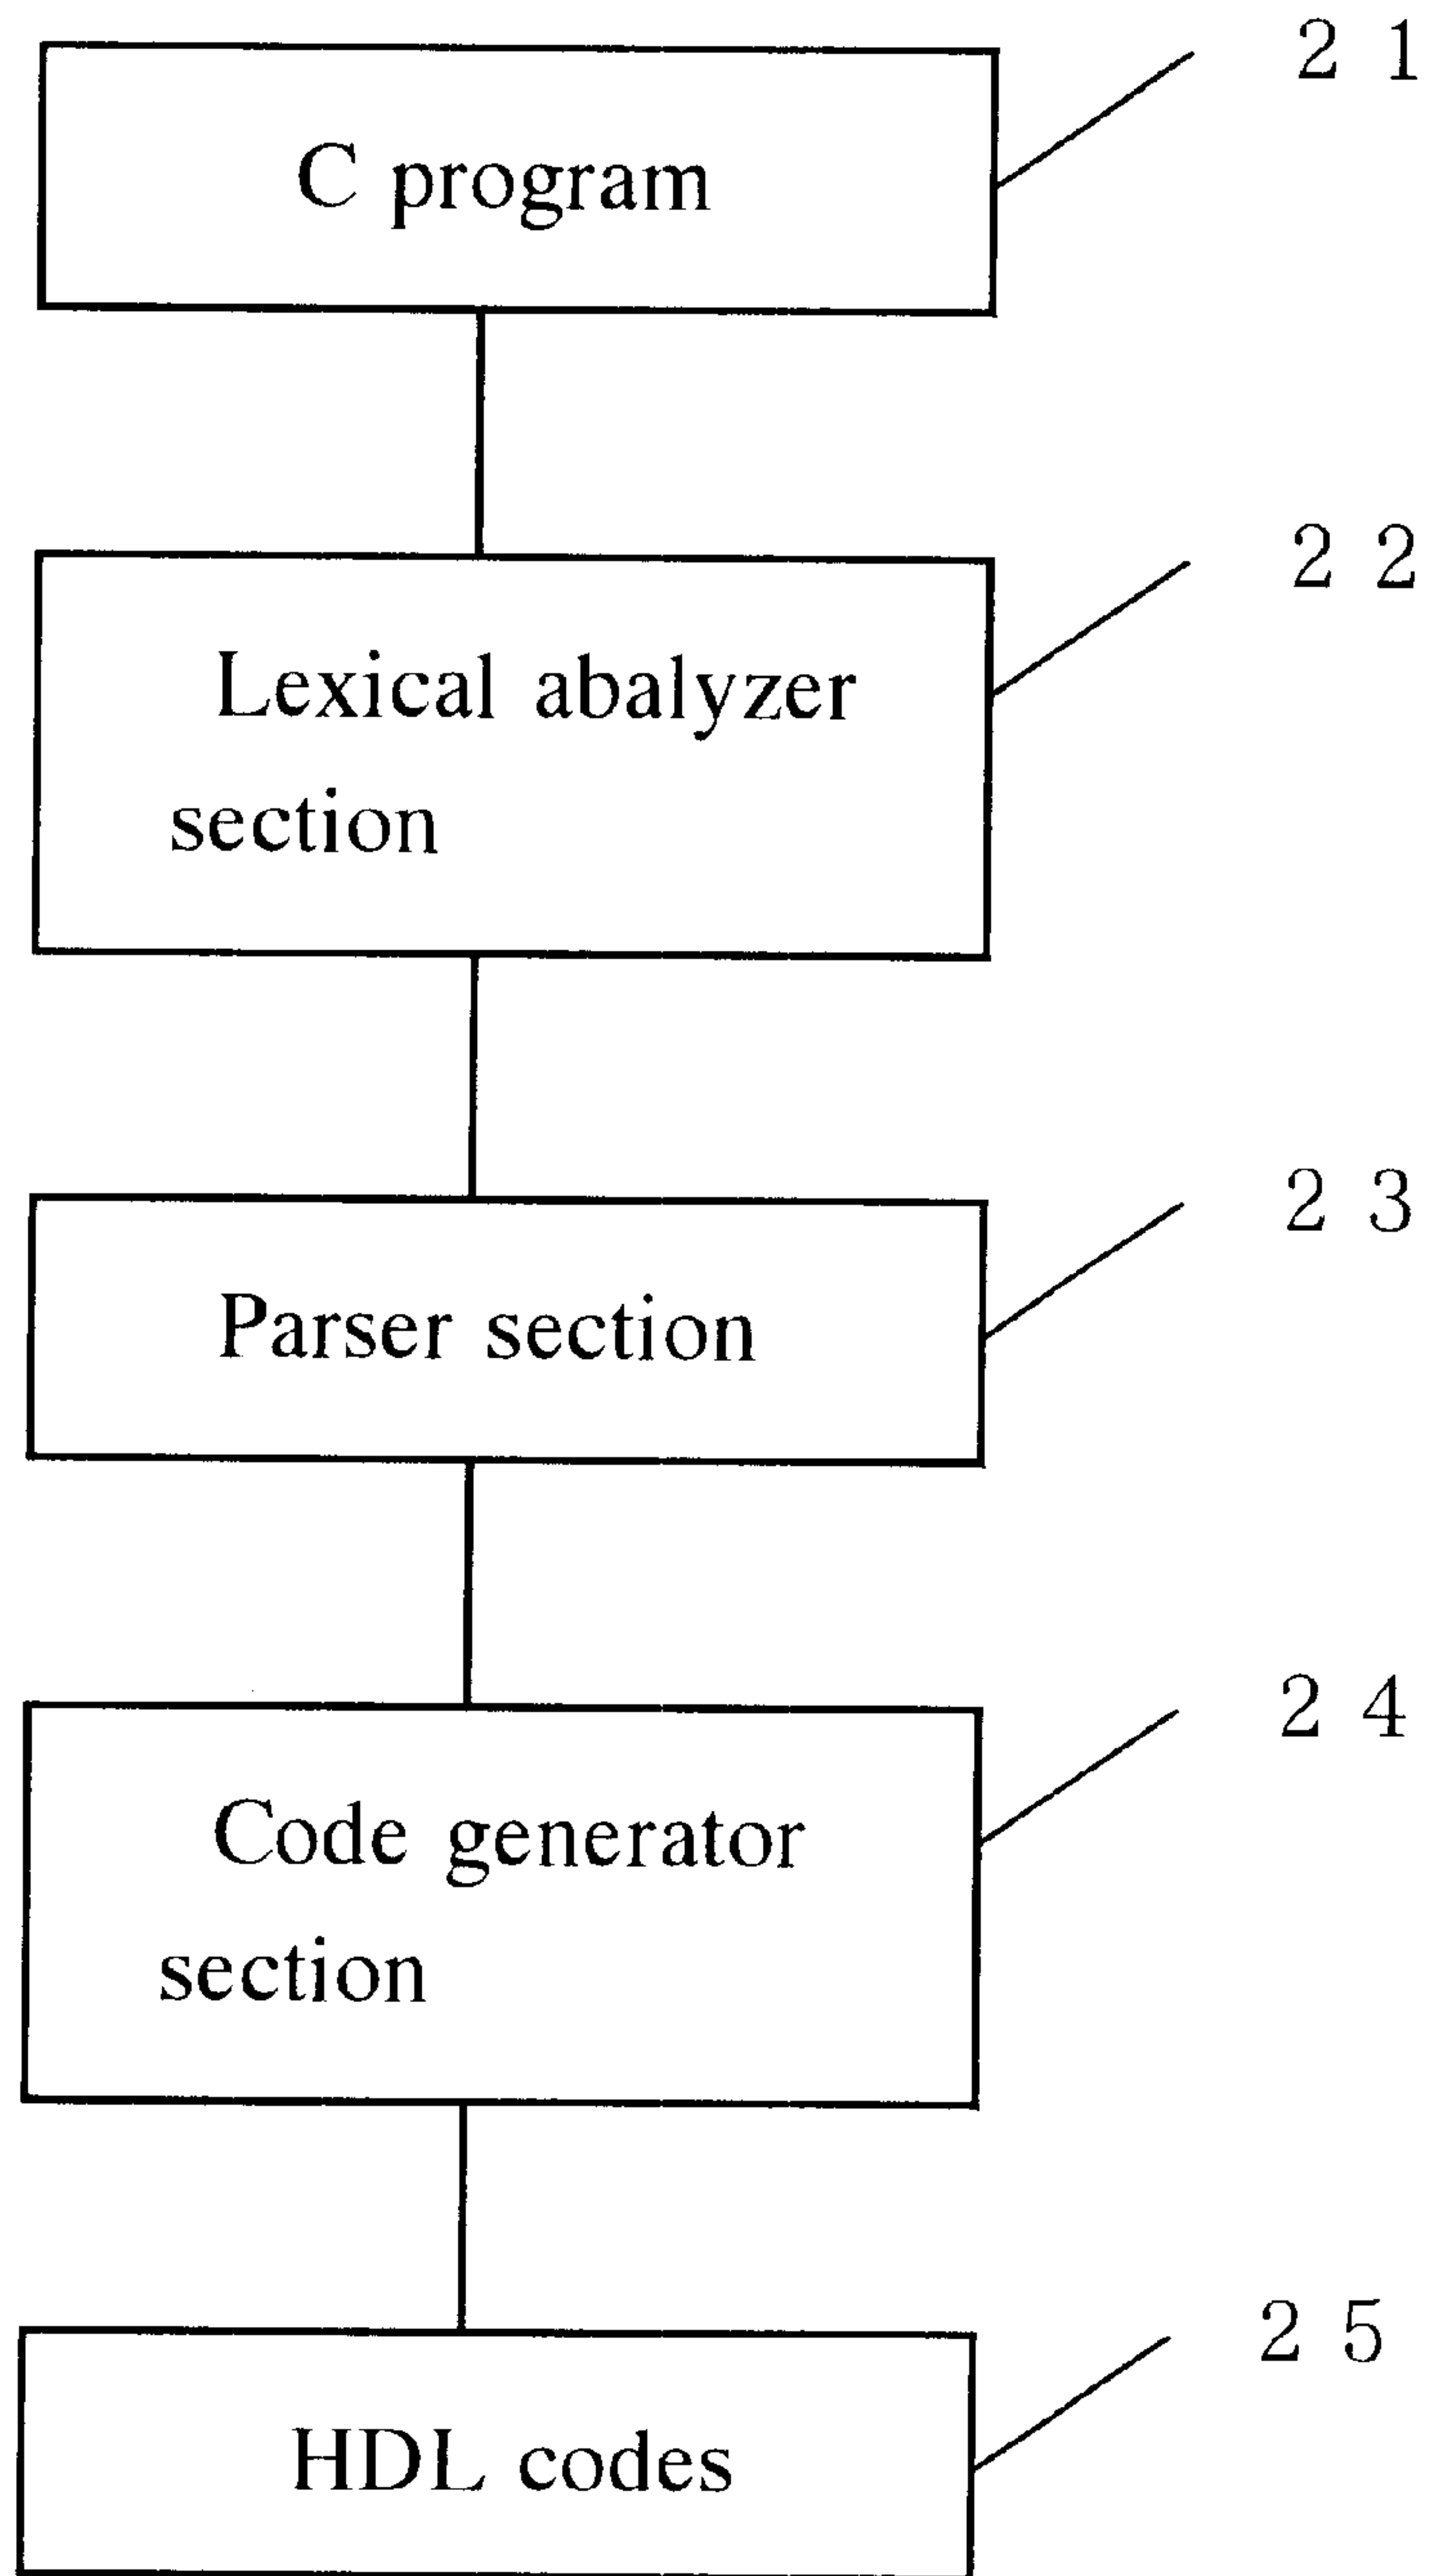 2 1
C program
2 2
Lexical abalyzer
section
2 3
Parser section
2 4
Code generator
section
2 5
HDL codes